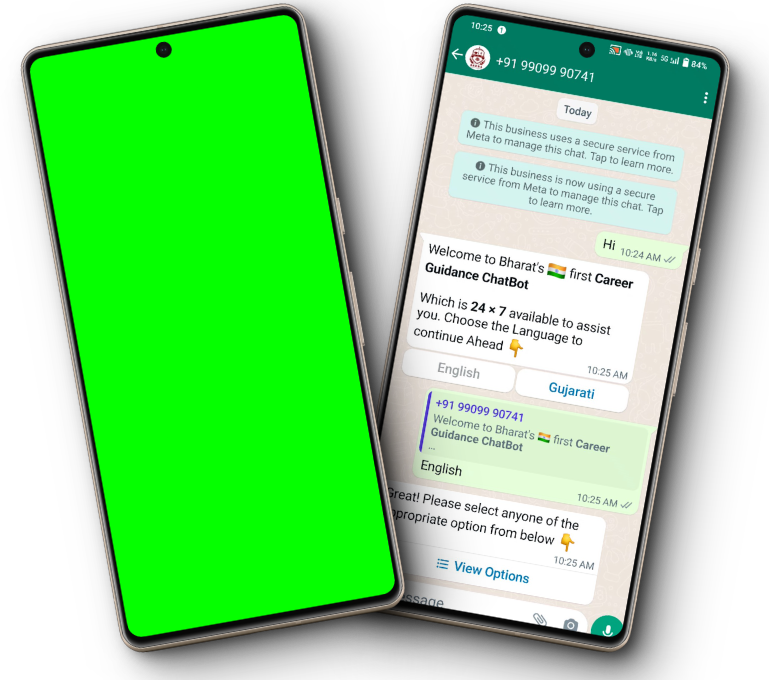 10:25
5G 84%
+91 99099 90741
Today
This business uses a secure service from
Meta to manage this chat. Tap to learn more.
This business is now using a secure
service from Meta to manage this chat. Tap
to learn more.
Hi 10:24 AM
Welcome to Bharat's first Career
Guidance ChatBot
Which is 24 × 7 available to assist
you. Choose the Language to
continue Ahead
10:25 AM
English
Gujarati
+91 99099 90741
Welcome to Bharat's first Career
Guidance ChatBot
...
English
10:25 AM
Great! Please select anyone of the
propriate option from below
10:25 AM
View Options
ssage